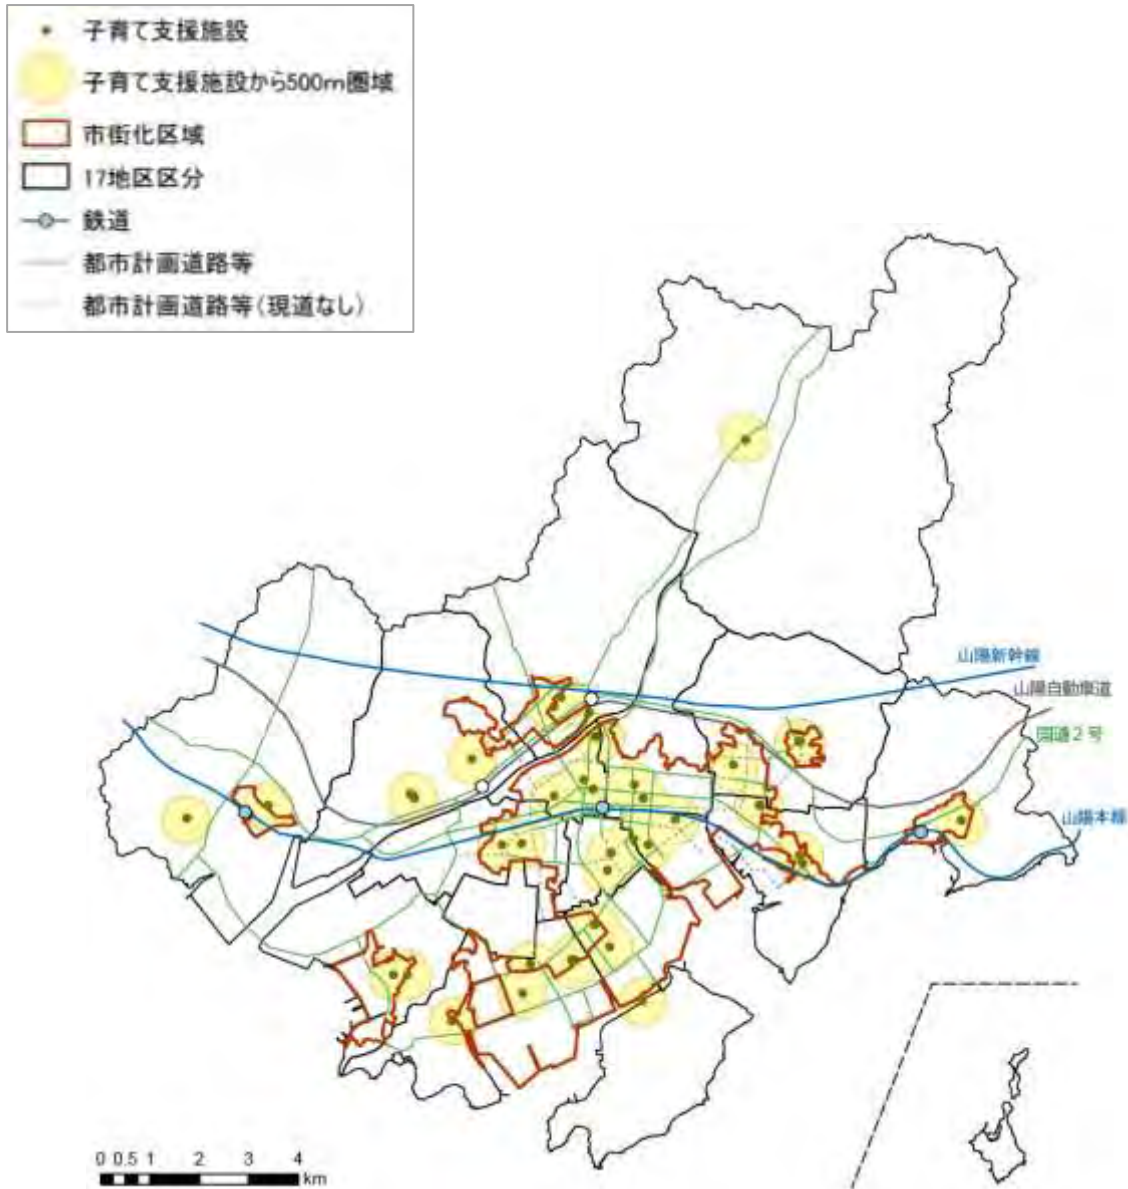 子育て支援施設
子育て支援施設から500m圏域
市街化区域
17地区区分
鉄道
都市計画道路等
都市計画道路等(現道なし)
山陽新幹線
山陽自動車道
国道2号
山陽本線
0 0.5 1 2 3 4
km